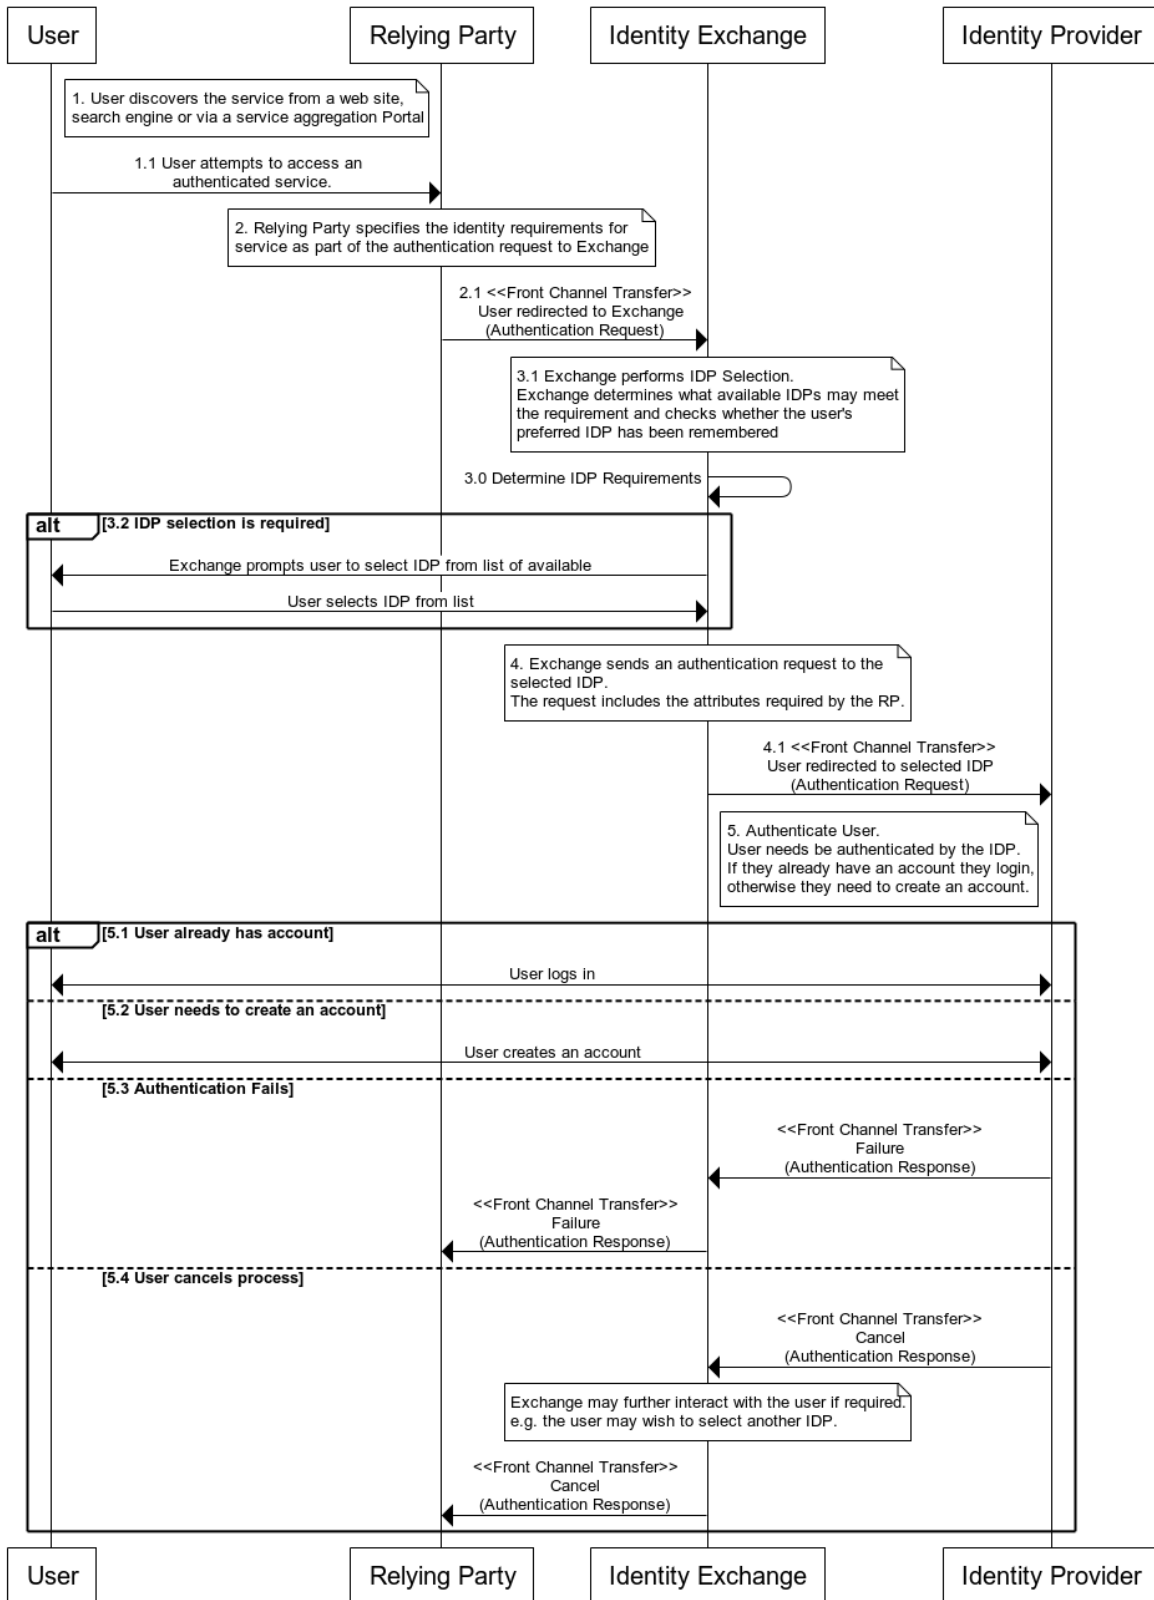 User
Relying Party
Identity Exchange
Identity Provider
1. User discovers the service from a web site,
search engine or via a service aggregation Portal
1.1 User attempts to access an
authenticated service.
2. Relying Party specifies the identity requirements for
service as part of the authentication request to Exchange
2.1 <<Front Channel Transfer>>
User redirected to Exchange
(Authentication Request)
3.1 Exchange performs IDP Selection.
Exchange determines what available IDPs may meet
the requirement and checks whether the user's
preferred IDP has been remembered
3.0 Determine IDP Requirements
alt
[3.2 IDP selection is required]
Exchange prompts user to select IDP from list of available
User selects IDP from list
4. Exchange sends an authentication request to the
selected IDP.
The request includes the attributes required by the RP.
4.1 <<Front Channel Transfer>>
User redirected to selected IDP
(Authentication Request)
5. Authenticate User.
User needs be authenticated by the IDP.
If they already have an account they login,
otherwise they need to create an account.
alt
[5.1 User already has account]
User logs in
[5.2 User needs to create an account]
User creates an account
[5.3 Authentication Fails]
<<Front Channel Transfer>>
Failure
(Authentication Response)
<<Front Channel Transfer>>
Failure
(Authentication Response)
[5.4 User cancels process]
<<Front Channel Transfer>>
Cancel
(Authentication Response)
Exchange may further interact with the user if required.
e.g. the user may wish to select another IDP.
<<Front Channel Transfer>>
Cancel
(Authentication Response)
User
Relying Party
Identity Exchange
Identity Provider